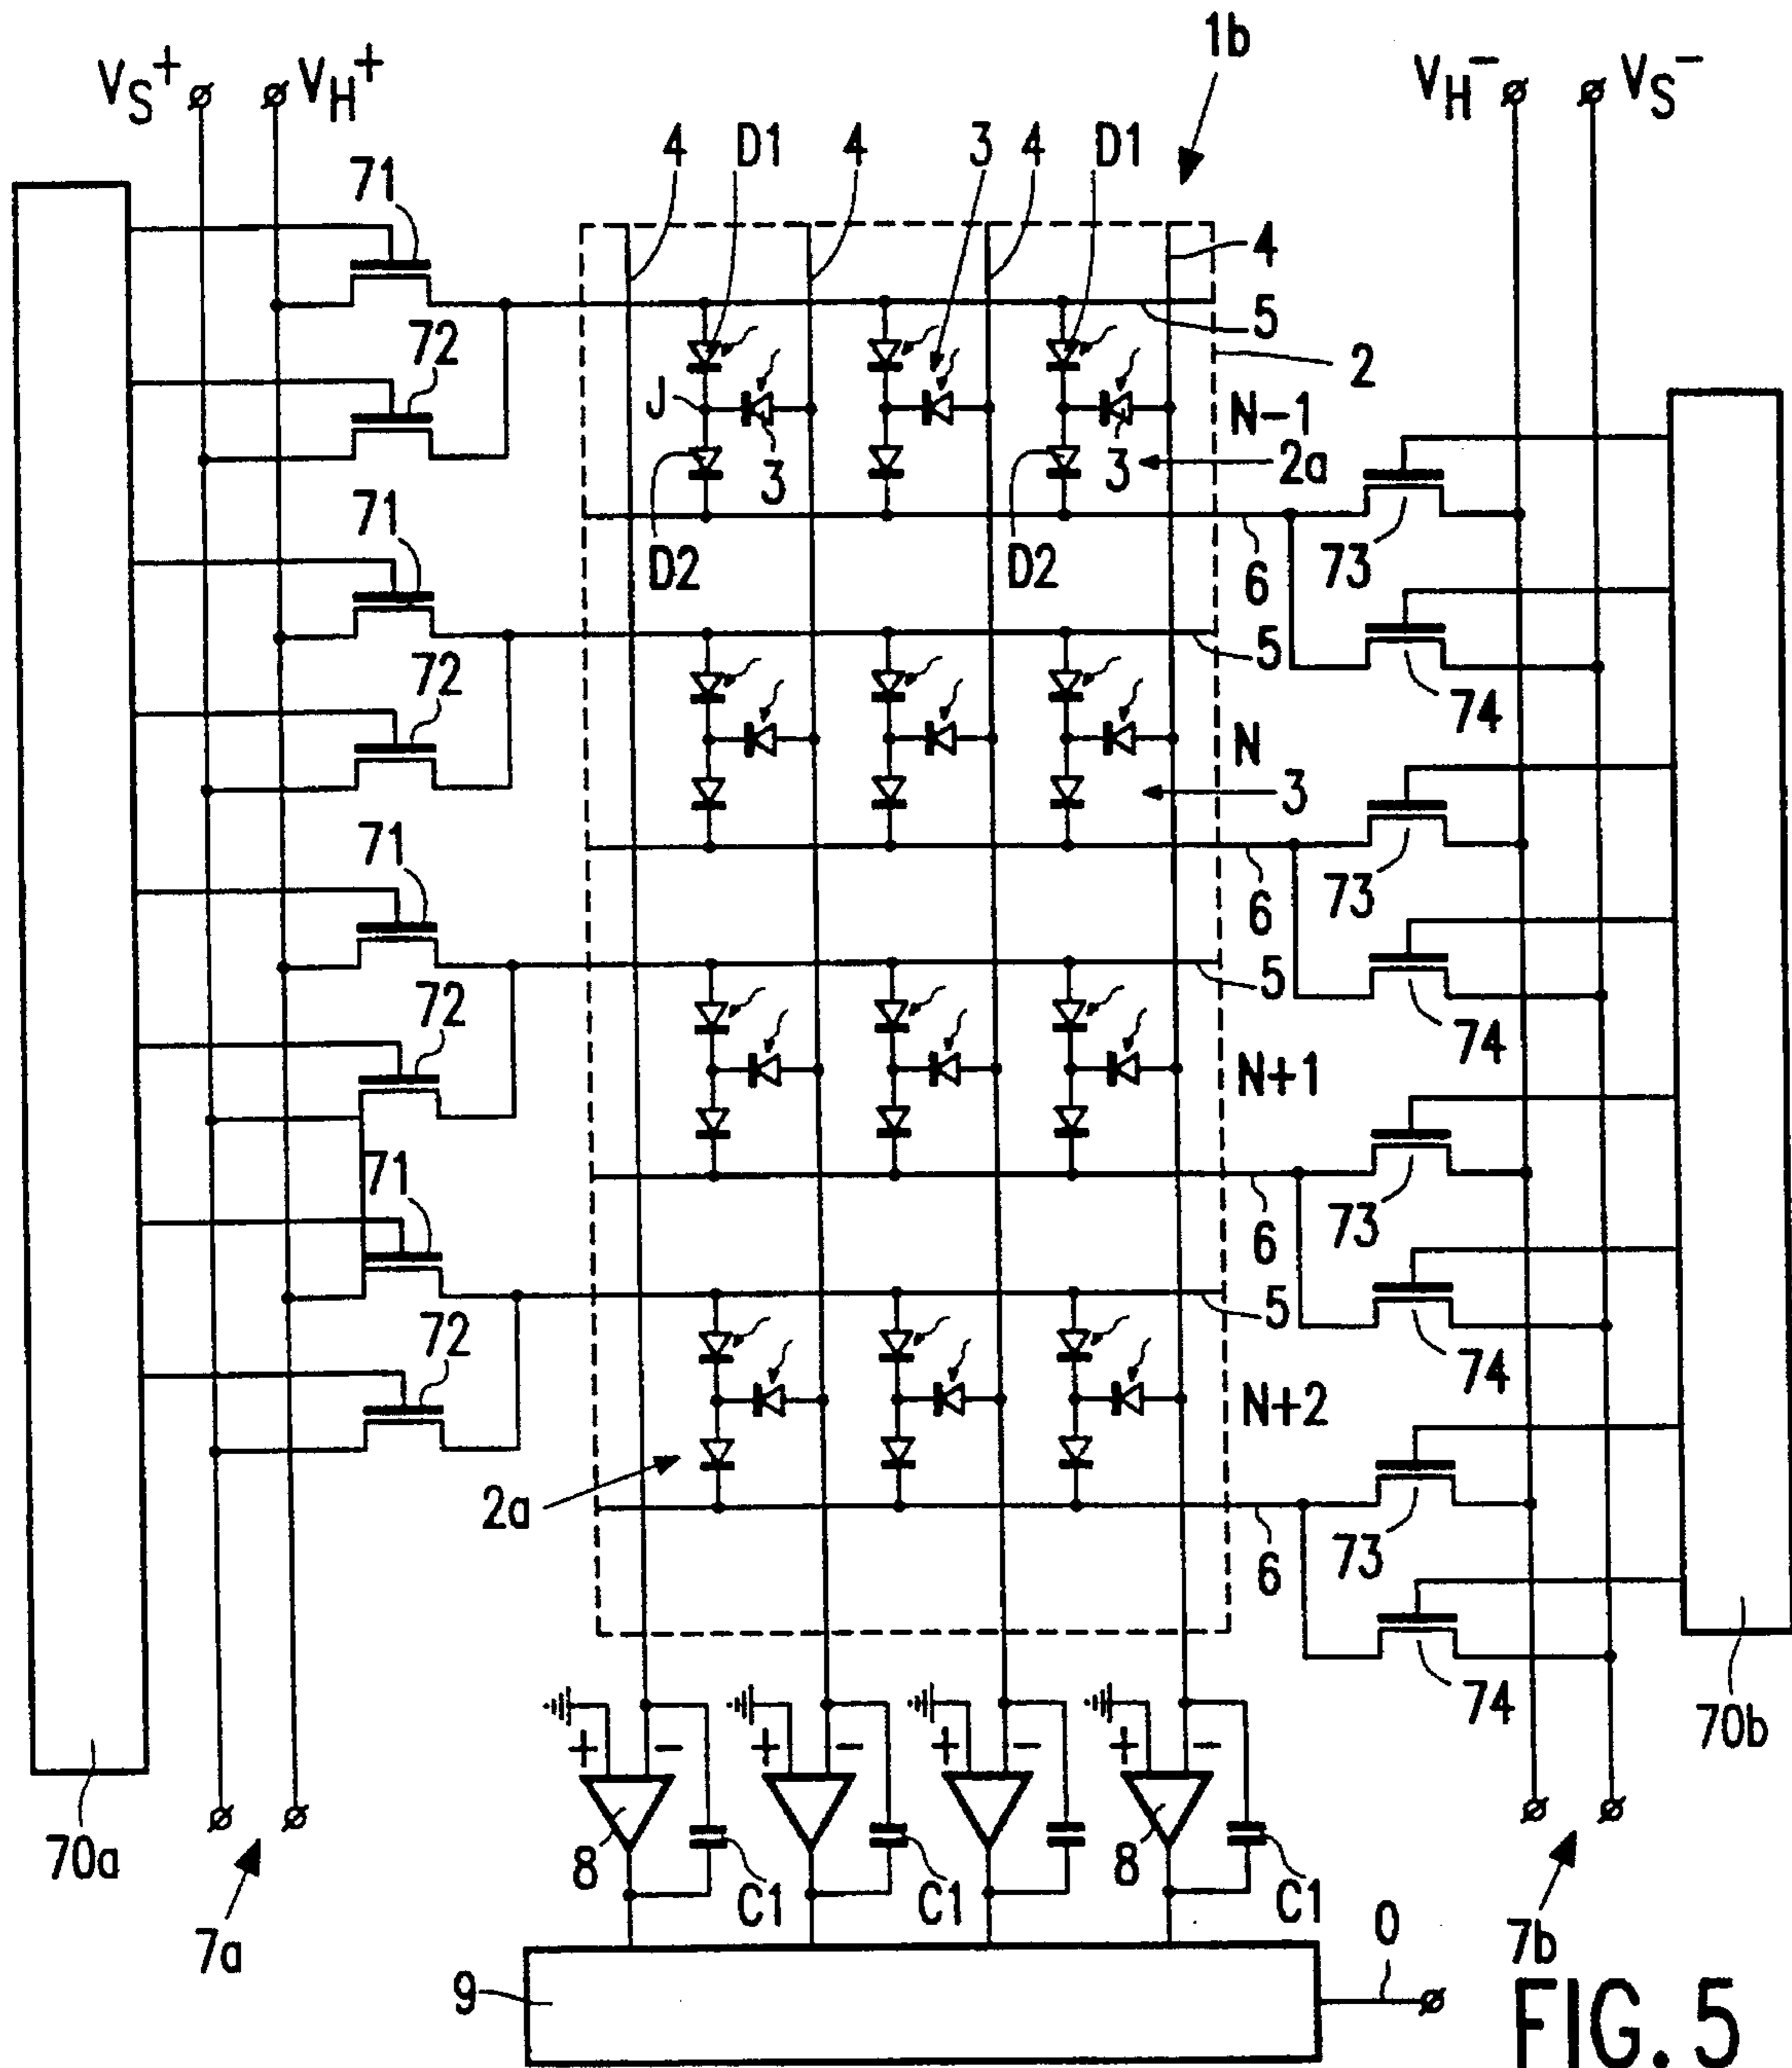 1b
VS+ VH+ VH- VS-
4 D1 4 3 4 D1
71
4
5
72
2
J
N-1
3 3 2a
D2 D2
73
6
71
5
72
74
N
3
71
73
6
5
72
74
N+1
71
73
6
5
72
74
N+2
2a
73
6
74
70b
+ - + - + - + -
70a
8 8
C1 C1 C1
7a
0
7b
9
FIG. 5